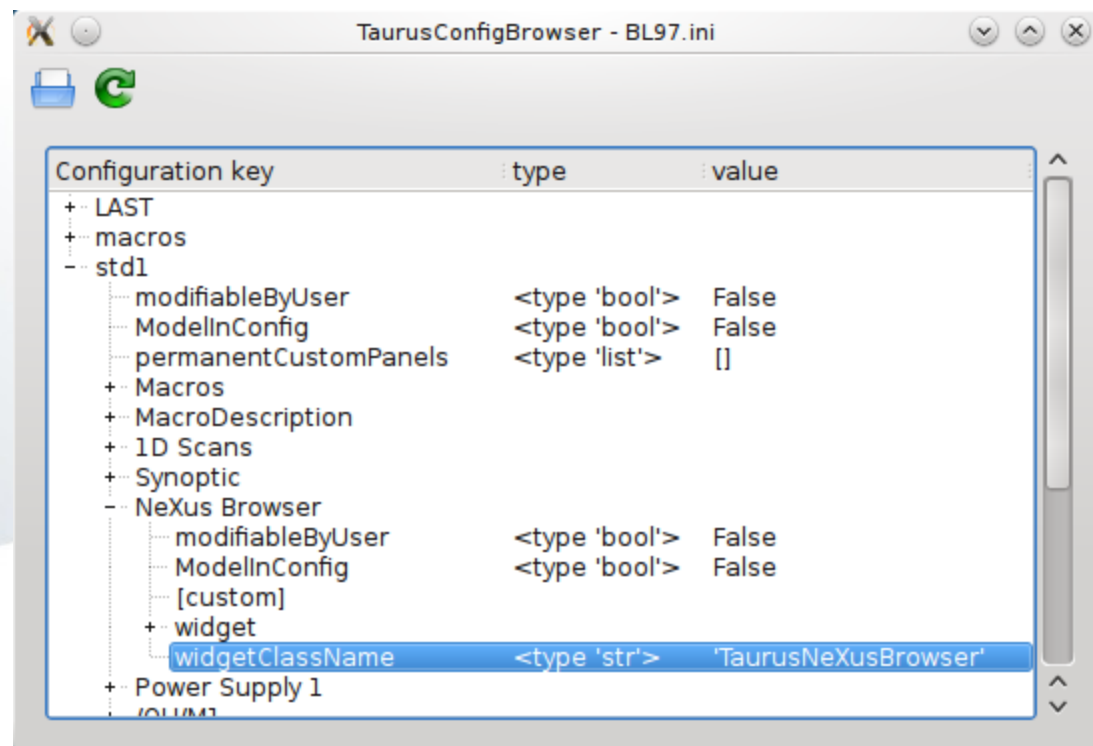 TaurusConfigBrowser - BL97.ini
Configuration key type value
LAST
macros
std1
modifiableByUser <type 'bool'> False
ModelInConfig <type 'bool'> False
permanentCustomPanels <type 'list'> []
Macros
MacroDescription
1D Scans
Synoptic
NeXus Browser
modifiableByUser <type 'bool'> False
ModelInConfig <type 'bool'> False
[custom]
widget
widgetClassName <type 'str'> 'TaurusNeXusBrowser'
Power Supply 1